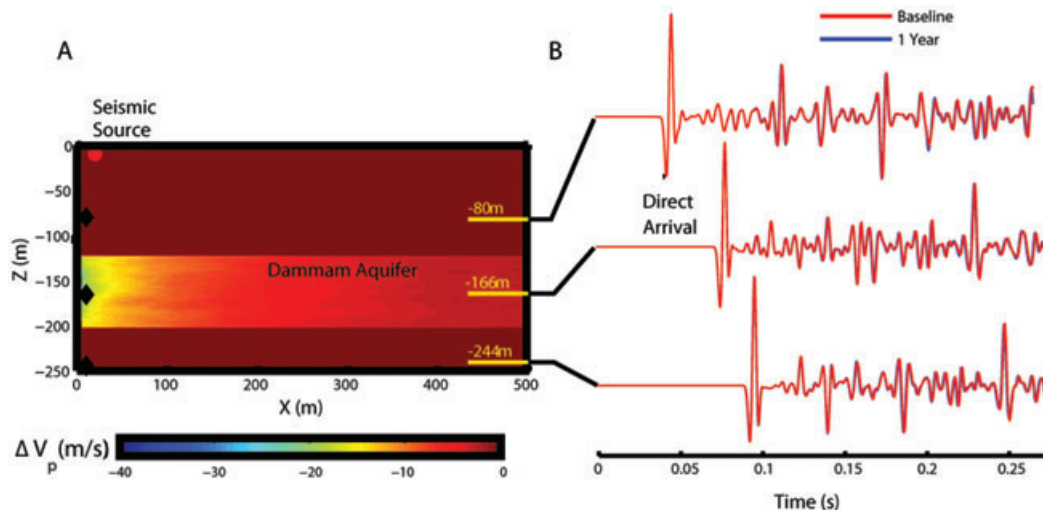 A
B
Baseline
1 Year
Seismic
Source
0
−50
−100
−150
−200
−250
Z (m)
-80m
Dammam Aquifer
-166m
-244m
0
100
200
300
400
500
X (m)
Direct
Arrival
Δ V
p
(m/s)
−40
−30
−20
−10
0
0
0.05
0.1
0.15
0.2
0.25
Time (s)